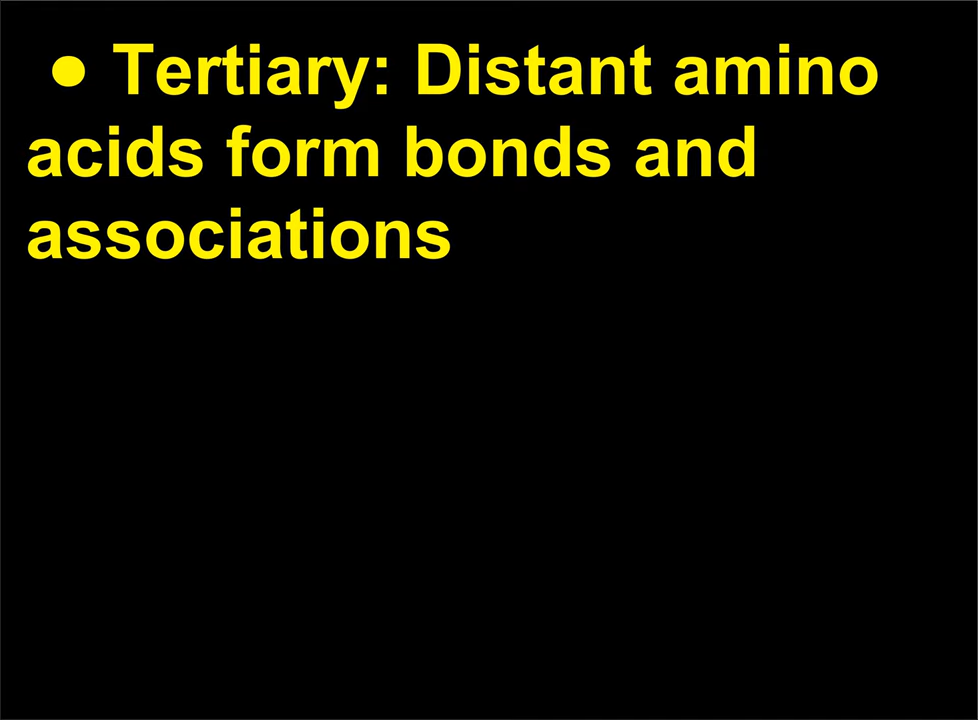 ● Tertiary: Distant amino
acids form bonds and
associations